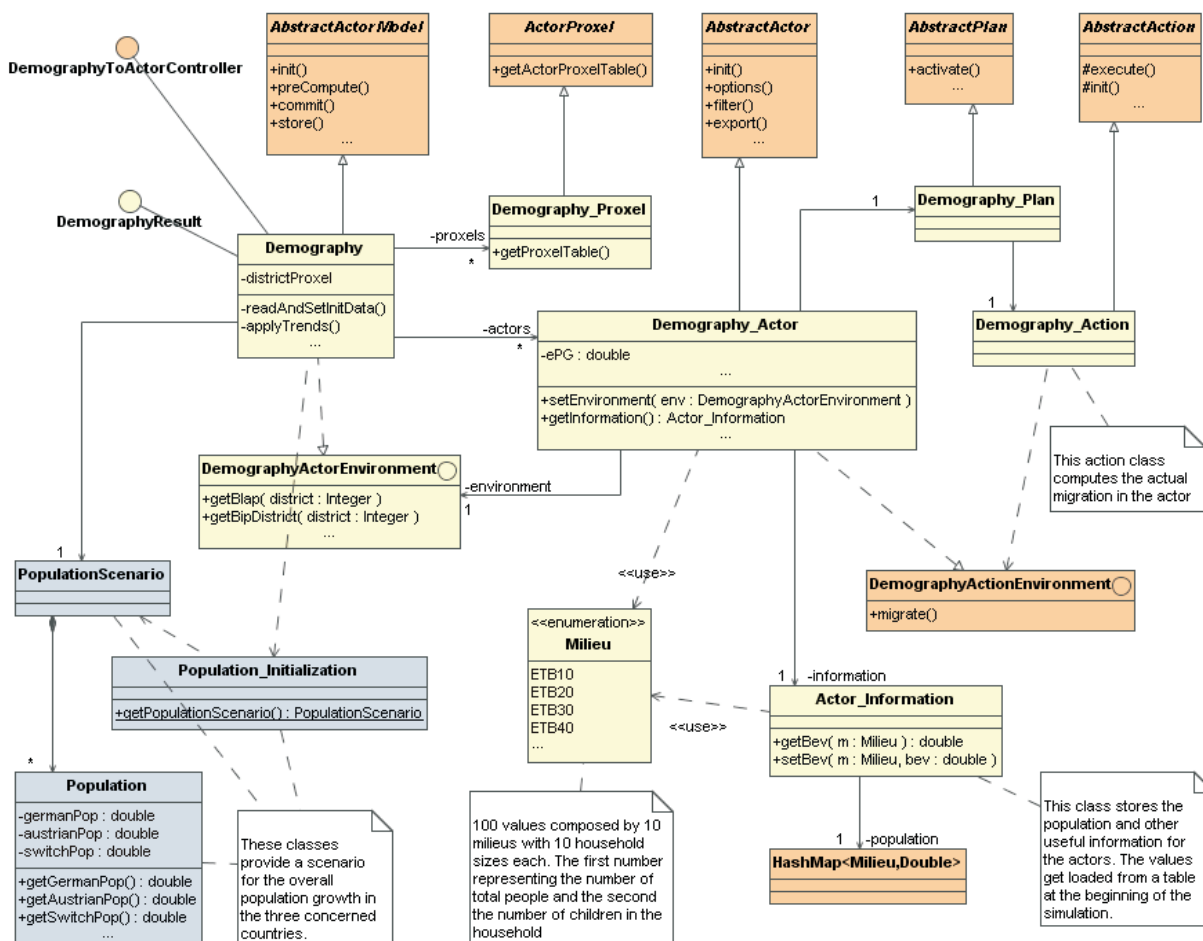 AbstractActorModel
+init()
+preCompute()
+commit()
+store()
...
ActorProxel
+getActorProxelTable()
AbstractActor
+init()
+options()
+filter()
+export()
...
AbstractPlan
+activate()
...
AbstractAction
#execute()
#init()
...
DemographyToActorController
DemographyResult
Demography
-districtProxel
-readAndSetInitData()
-applyTrends()
...
-proxels
*
Demography_Proxel
+getProxelTable()
1
Demography_Plan
1
Demography_Action
-actors
*
Demography_Actor
-ePG : double
...
+setEnvironment( env : DemographyActorEnvironment )
+getInformation() : Actor_Information
...
This action class
computes the actual
migration in the actor
DemographyActorEnvironment
+getBlap( district : Integer )
+getBipDistrict( district : Integer )
...
-environment
1
1
PopulationScenario
<<use>>
DemographyActionEnvironment
+migrate()
<<enumeration>>
Milieu
ETB10
ETB20
ETB30
ETB40
...
Population_Initialization
+getPopulationScenario() : PopulationScenario
1
-information
Actor_Information
+getBev( m : Milieu ) : double
+setBev( m : Milieu, bev : double )
<<use>>
*
Population
-germanPop : double
-austrianPop : double
-switchPop : double
+getGermanPop() : double
+getAustrianPop() : double
+getSwitchPop() : double
...
These classes
provide a scenario
for the overall
population growth in
the three concerned
countries.
100 values composed by 10
milieus with 10 household
sizes each. The first number
representing the number of
total people and the second
the number of children in the
household
1
-population
HashMap<Milieu,Double>
This class stores the
population and other
useful information for
the actors. The values
get loaded from a table
at the beginning of the
simulation.